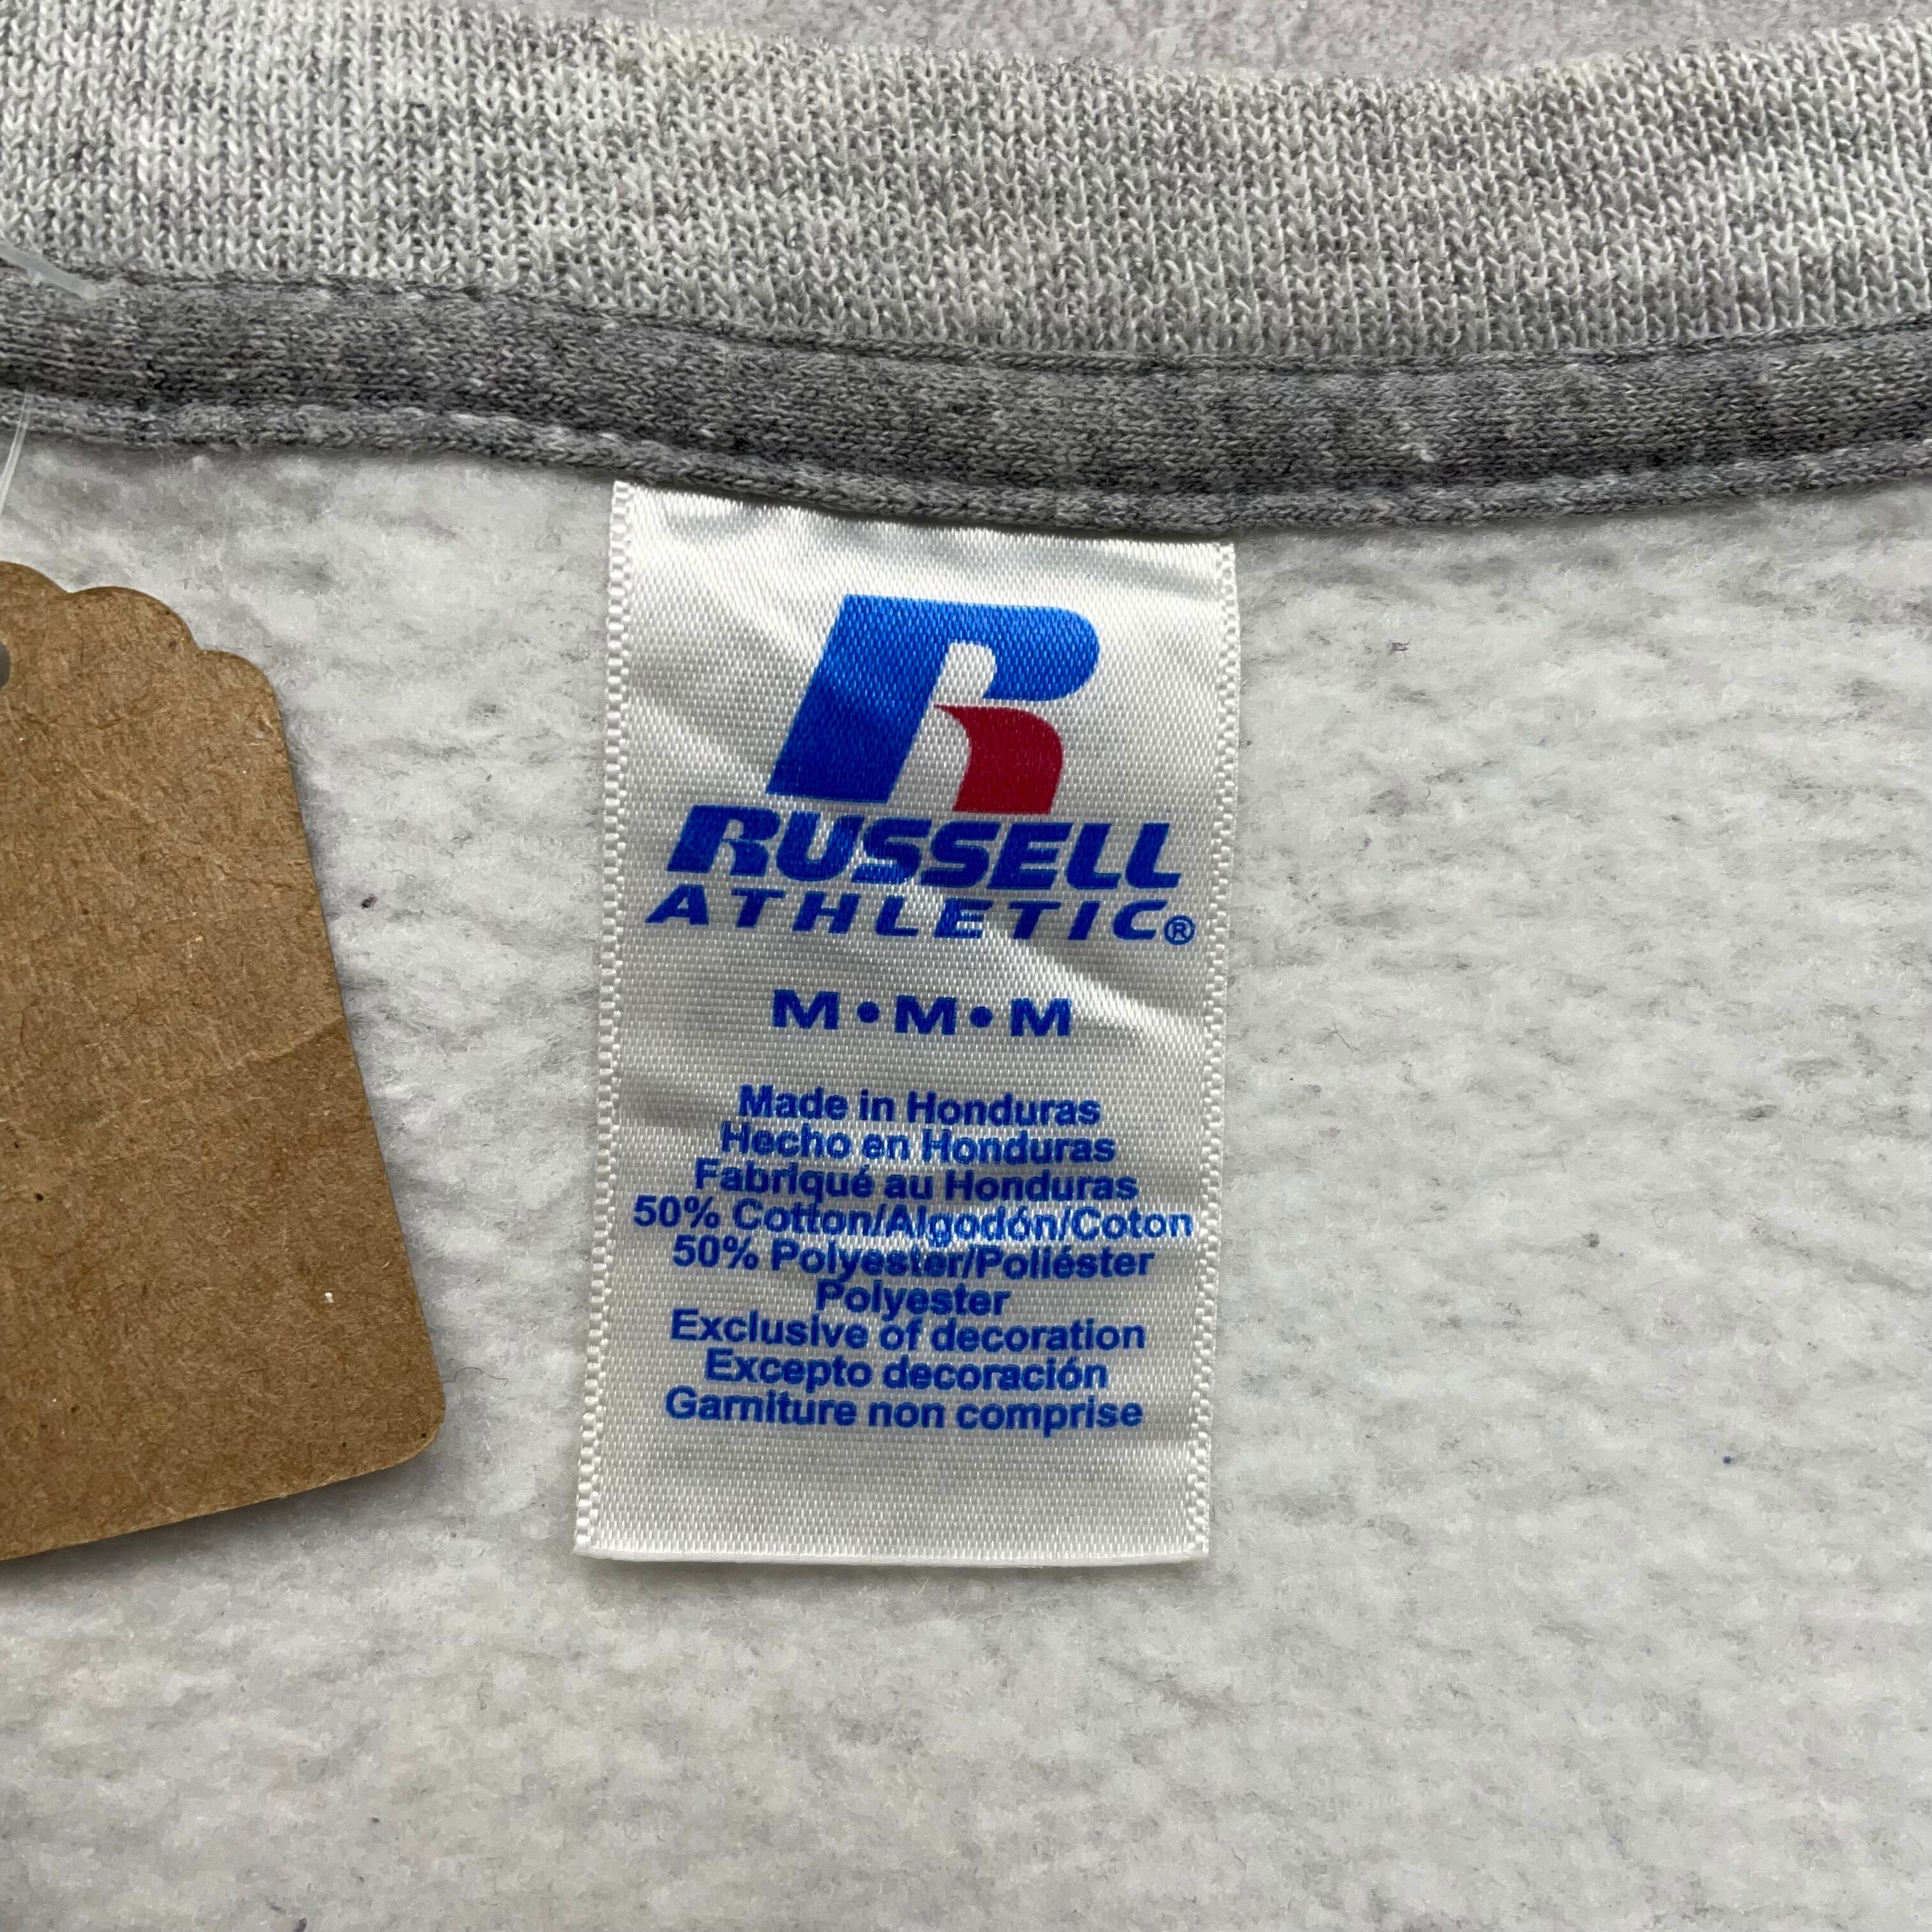 R
RUSSELL
ATHLETIC®
M•M•M
Made in Honduras
Hecho en Honduras
Fabriqué au Honduras
50% Cotton/Algodón/Coton
50% Polyester/Poliéster
Polyester
Exclusive of decoration
Excepto decoración
Garniture non comprise